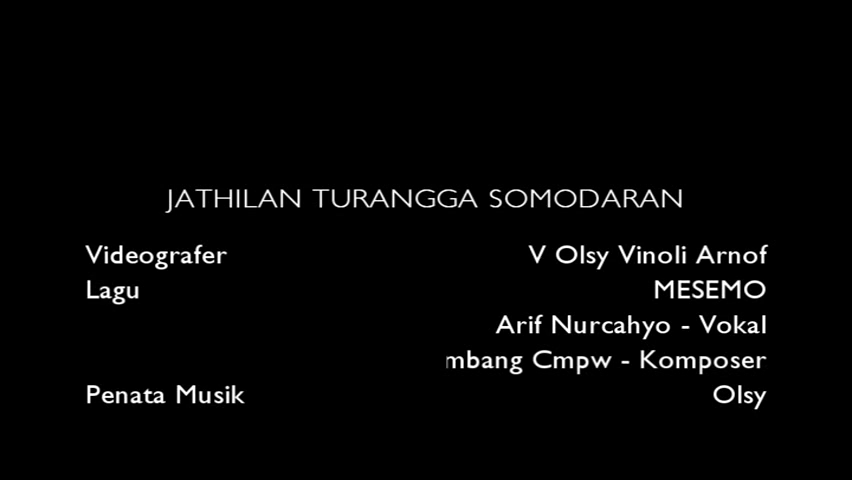 JATHILAN TURANGGA SOMODARAN
Videografer V Olsy Vinoli Arnof
Lagu MESEMO
Arif Nurcahyo - Vokal
mbang Cmpw - Komposer
Penata Musik Olsy